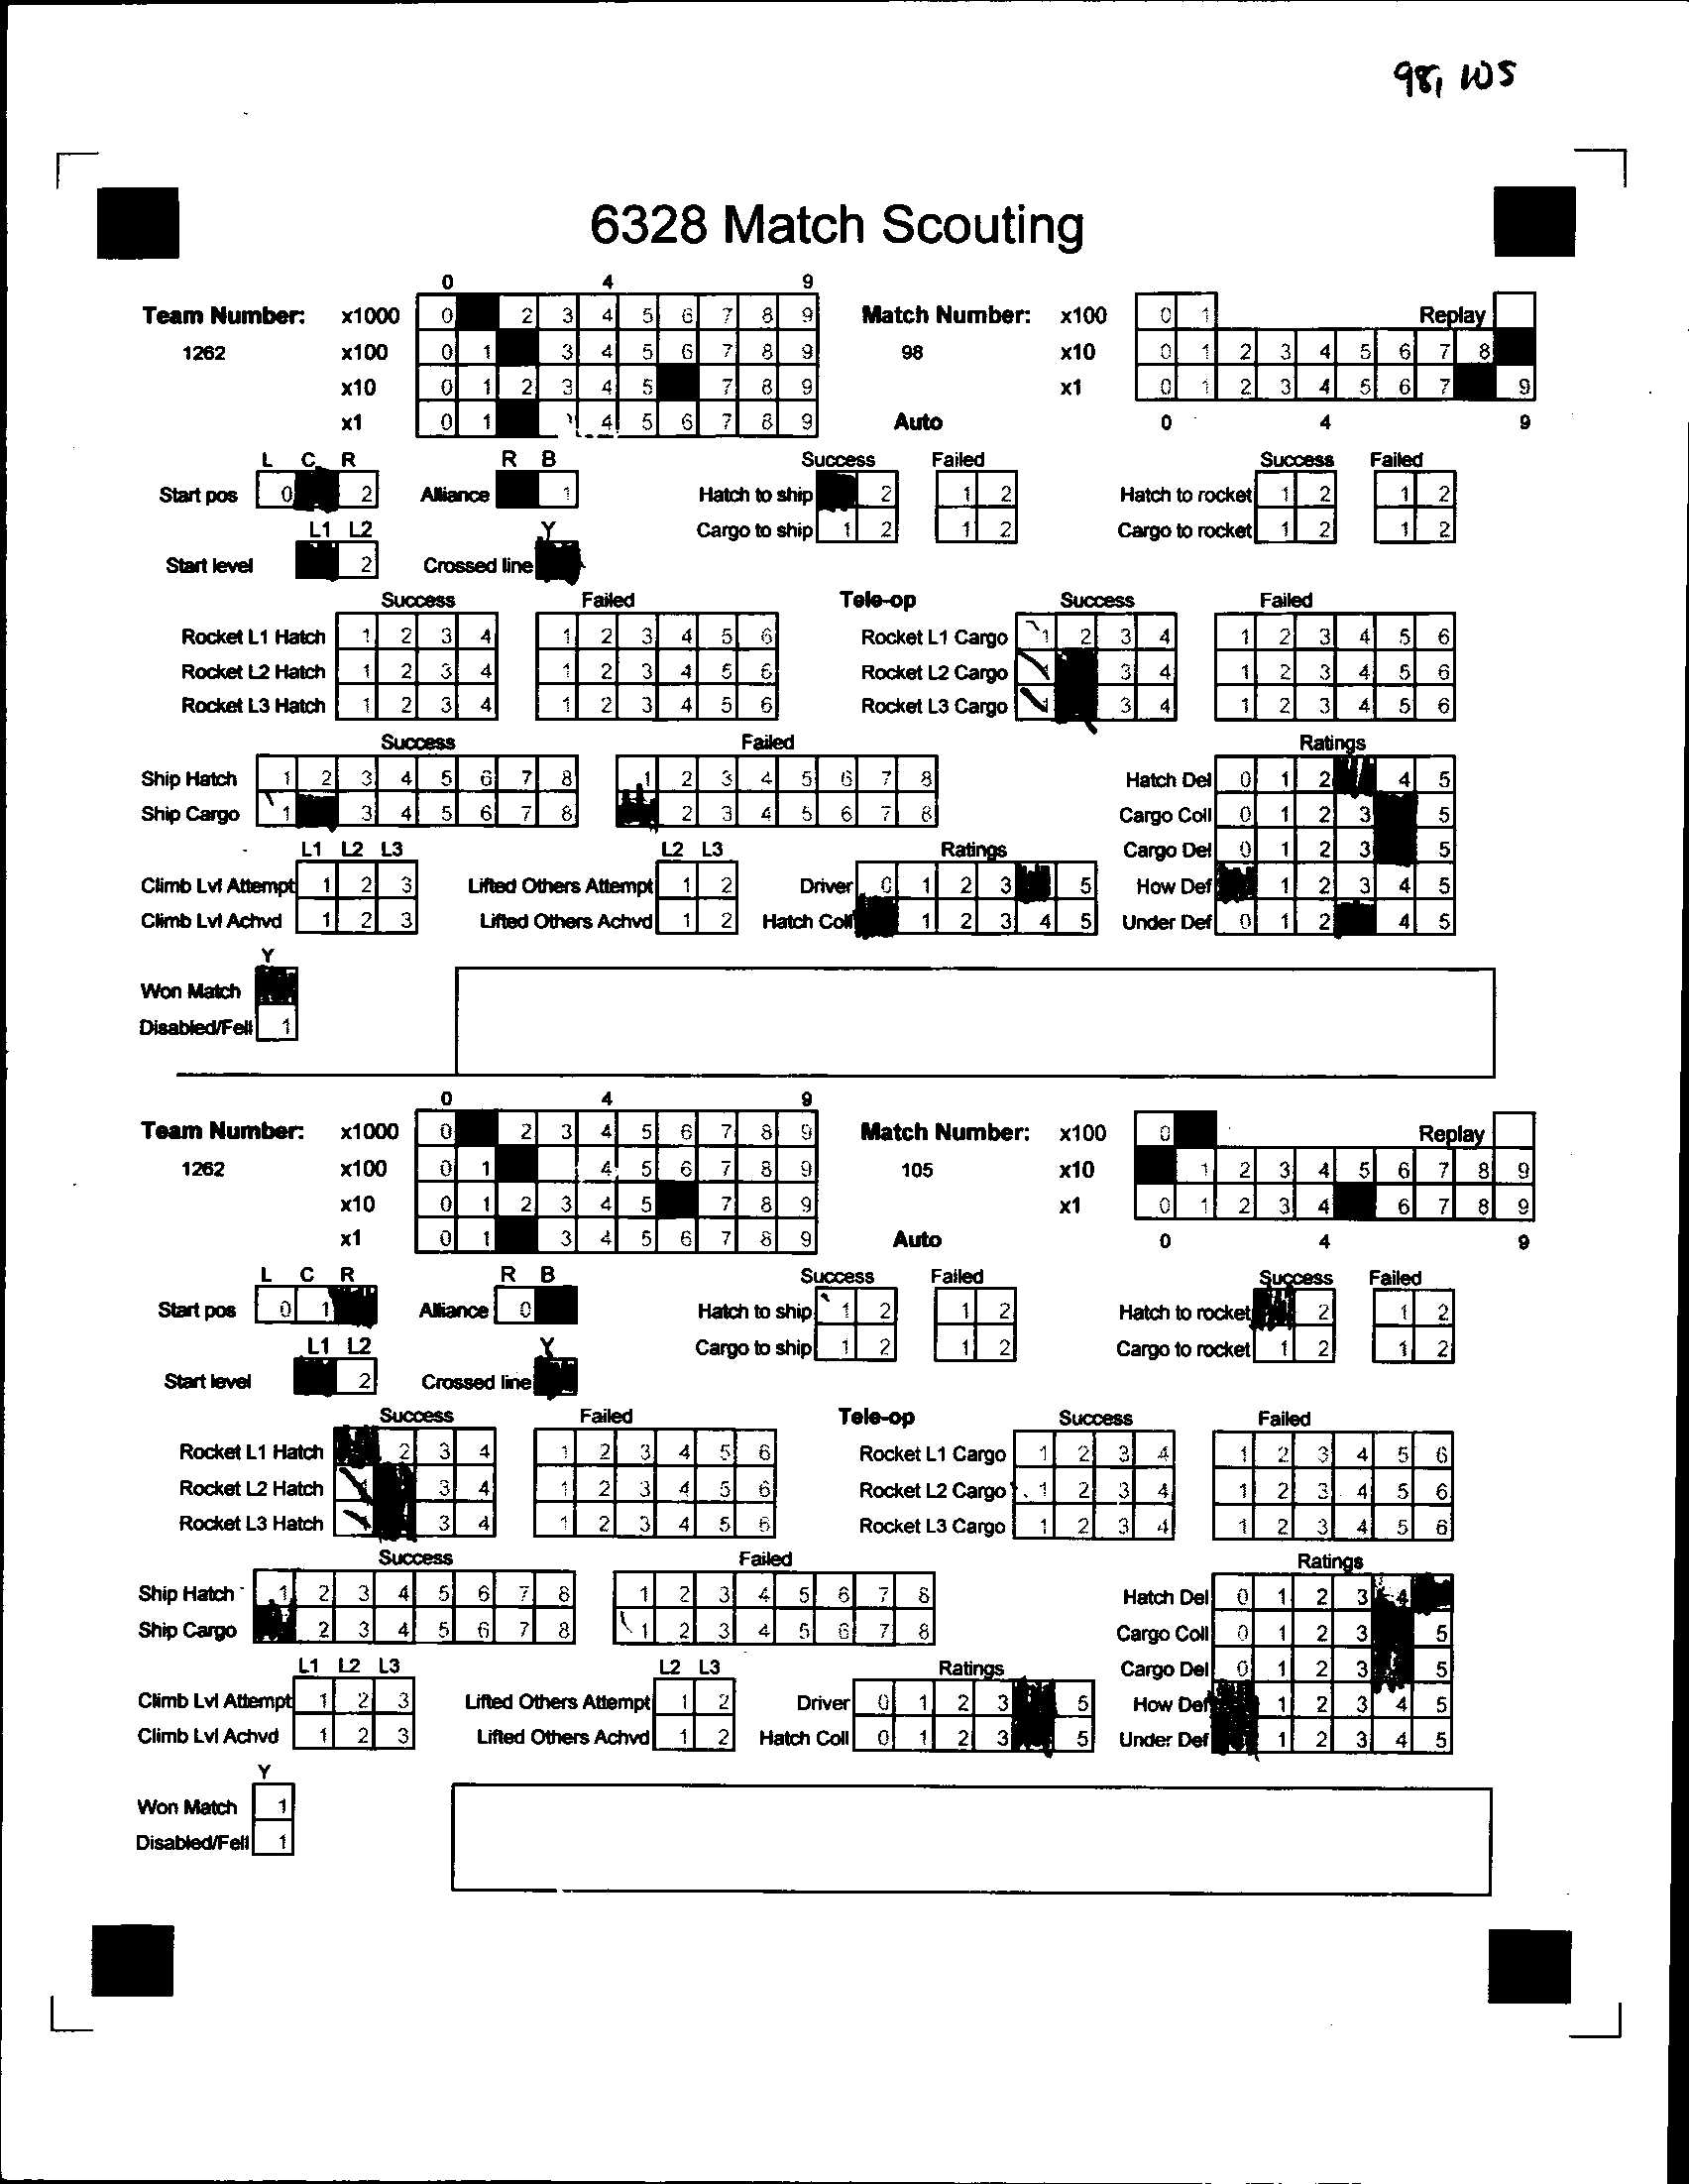 98, 105
6328 Match Scouting
0 4 9
Team Number: x1000 0 2 3 4 5 6 7 8 9 Match Number: x100 0 1 Replay
1262 x100 0 1 3 4 5 6 7 8 9 98 x10 0 1 2 3 4 5 6 7 8
x10 0 1 2 3 4 5 7 8 9 x1 0 1 2 3 4 5 6 7 9
x1 0 1 4 5 6 7 8 9 Auto 0 4 9
L C R R B Success Failed Success Failed
Start pos 0 2 Alliance 1 Hatch to ship 2 1 2 Hatch to rocket 1 2 1 2
L1 L2 Y Cargo to ship 1 2 1 2 Cargo to rocket 1 2 1 2
Start level 2 Crossed line
Success Failed Tele-op Success Failed
Rocket L1 Hatch 1 2 3 4 1 2 3 4 5 6 Rocket L1 Cargo 1 2 3 4 1 2 3 4 5 6
Rocket L2 Hatch 1 2 3 4 1 2 3 4 5 6 Rocket L2 Cargo 1 3 4 1 2 3 4 5 6
Rocket L3 Hatch 1 2 3 4 1 2 3 4 5 6 Rocket L3 Cargo 1 3 4 1 2 3 4 5 6
Success Failed Ratings
Ship Hatch 1 2 3 4 5 6 7 8 1 2 3 4 5 6 7 8 Hatch Del 0 1 2 4 5
Ship Cargo 1 3 4 5 6 7 8 2 3 4 5 6 7 8 Cargo Coll 0 1 2 3 5
L1 L2 L3 L2 L3 Ratings Cargo Del 0 1 2 3 5
Climb Lvl Attempt 1 2 3 Lifted Others Attempt 1 2 Driver 0 1 2 3 5 How Def 1 2 3 4 5
Climb Lvl Achvd 1 2 3 Lifted Others Achvd 1 2 Hatch Coll 1 2 3 4 5 Under Def 0 1 2 4 5
Y
Won Match
Disabled/Fell 1
0 4 9
Team Number: x1000 0 2 3 4 5 6 7 8 9 Match Number: x100 0 Replay
1262 x100 0 1 4 5 6 7 8 9 105 x10 1 2 3 4 5 6 7 8 9
x10 0 1 2 3 4 5 7 8 9 x1 0 1 2 3 4 6 7 8 9
x1 0 1 3 4 5 6 7 8 9 Auto 0 4 9
L C R R B Success Failed Success Failed
Start pos 0 1 Alliance 0 Hatch to ship 1 2 1 2 Hatch to rocket 2 1 2
L1 L2 Y Cargo to ship 1 2 1 2 Cargo to rocket 1 2 1 2
Start level 2 Crossed line
Success Failed Tele-op Success Failed
Rocket L1 Hatch 2 3 4 1 2 3 4 5 6 Rocket L1 Cargo 1 2 3 4 1 2 3 4 5 6
Rocket L2 Hatch 3 4 1 2 3 4 5 6 Rocket L2 Cargo 1 2 3 4 1 2 3 4 5 6
Rocket L3 Hatch 3 4 1 2 3 4 5 6 Rocket L3 Cargo 1 2 3 4 1 2 3 4 5 6
Success Failed Ratings
Ship Hatch 1 2 3 4 5 6 7 8 1 2 3 4 5 6 7 8 Hatch Del 0 1 2 3 4
Ship Cargo 2 3 4 5 6 7 8 1 2 3 4 5 6 7 8 Cargo Coll 0 1 2 3 5
L1 L2 L3 L2 L3 Ratings Cargo Del 0 1 2 3 5
Climb Lvl Attempt 1 2 3 Lifted Others Attempt 1 2 Driver 0 1 2 3 5 How Def 1 2 3 4 5
Climb Lvl Achvd 1 2 3 Lifted Others Achvd 1 2 Hatch Coll 0 1 2 3 5 Under Def 1 2 3 4 5
Y
Won Match 1
Disabled/Fell 1